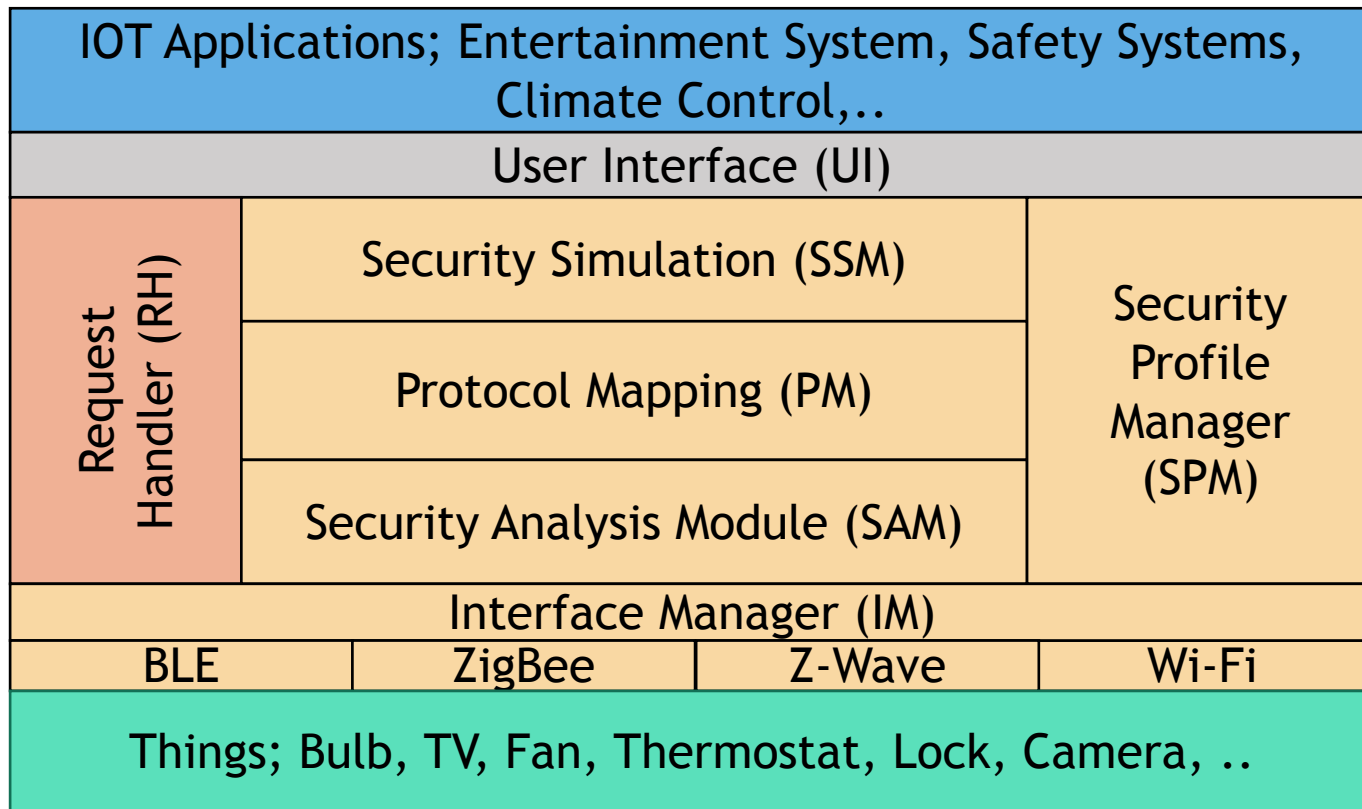 IOT Applications; Entertainment System, Safety Systems,
Climate Control,..
User Interface (UI)
Request
Handler (RH)
Security Simulation (SSM)
Protocol Mapping (PM)
Security Analysis Module (SAM)
Security
Profile
Manager
(SPM)
Interface Manager (IM)
BLE
ZigBee
Z-Wave
Wi-Fi
Things; Bulb, TV, Fan, Thermostat, Lock, Camera, ..